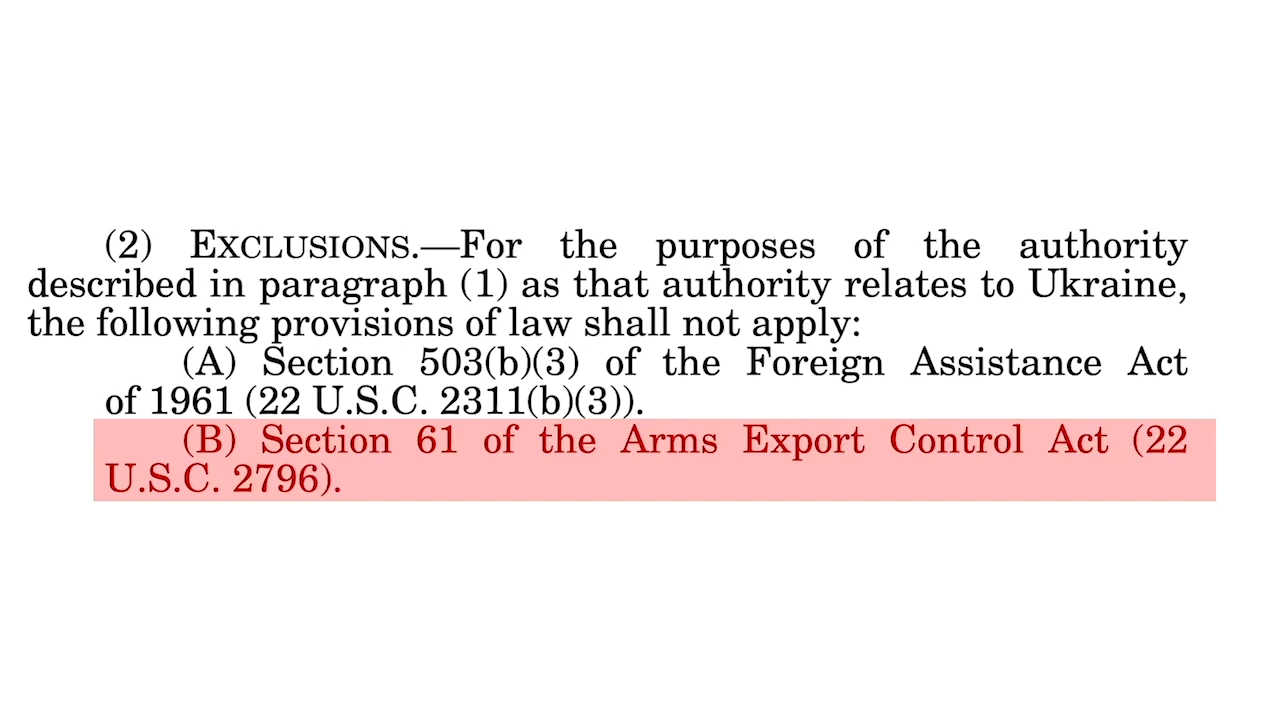 (2) EXCLUSIONS.—For the purposes of the authority
described in paragraph (1) as that authority relates to Ukraine,
the following provisions of law shall not apply:
(A) Section 503(b)(3) of the Foreign Assistance Act
of 1961 (22 U.S.C. 2311(b)(3)).
(B) Section 61 of the Arms Export Control Act (22
U.S.C. 2796).